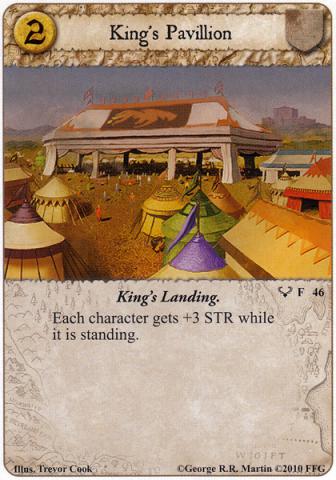 2
King's Pavillion
King's Landing.
F 46
Each character gets +3 STR while
it is standing.
Illus. Trevor Cook
©George R.R. Martin ©2010 FFG